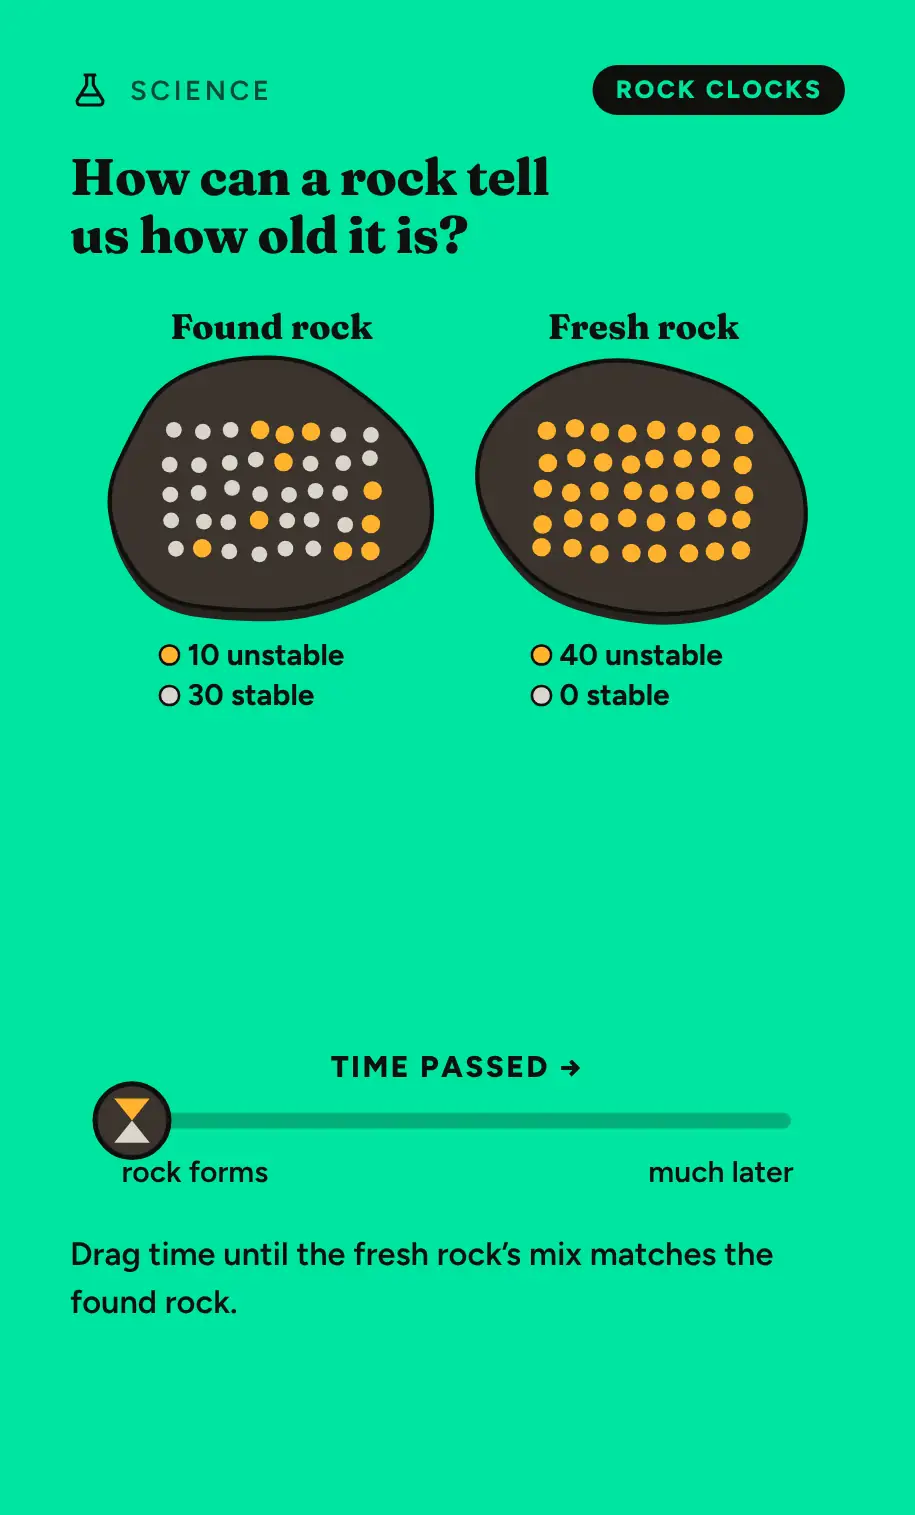 SCIENCE
ROCK CLOCKS
How can a rock tell
us how old it is?
Found rock
Fresh rock
10 unstable
30 stable
40 unstable
0 stable
TIME PASSED →
rock forms
much later
Drag time until the fresh rock’s mix matches the
found rock.